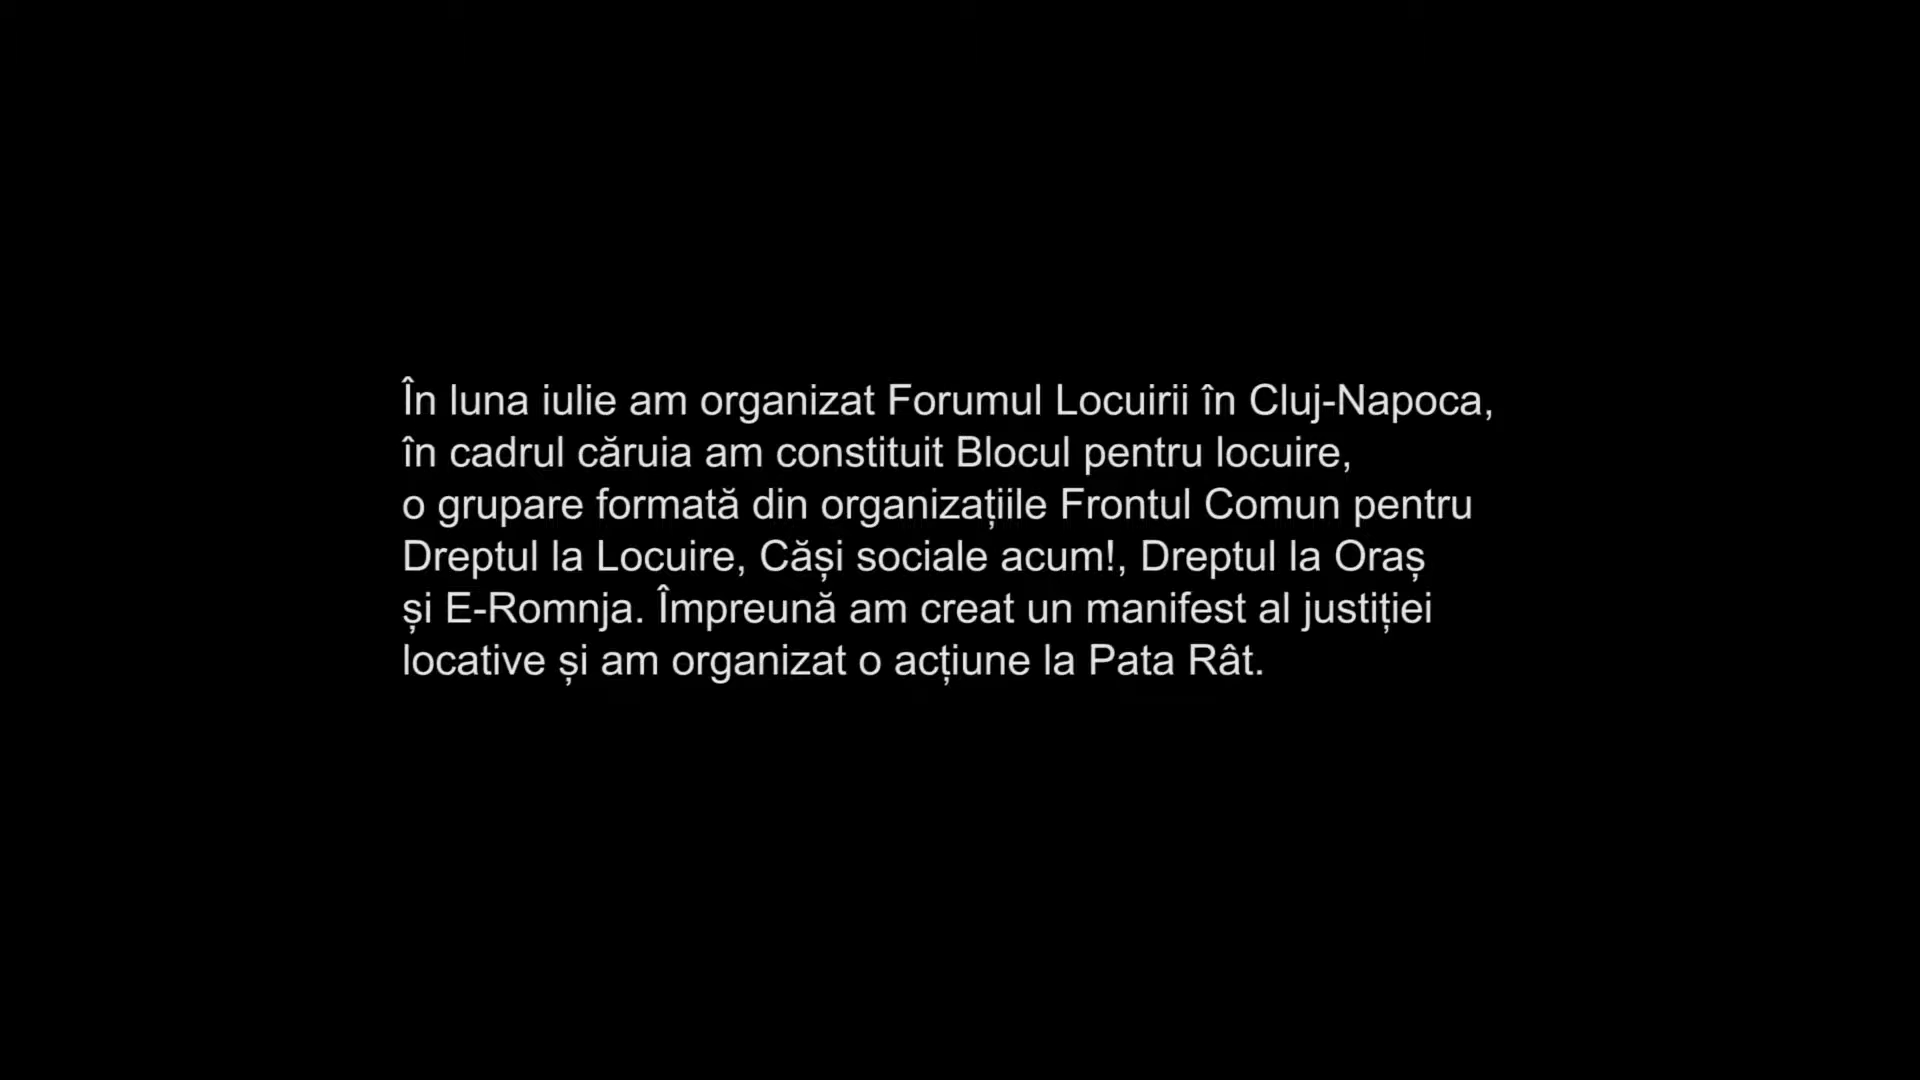 În luna iulie am organizat Forumul Locuirii în Cluj-Napoca,
în cadrul căruia am constituit Blocul pentru locuire,
o grupare formată din organizațiile Frontul Comun pentru
Dreptul la Locuire, Căși sociale acum!, Dreptul la Oraș
și E-Romnja. Împreună am creat un manifest al justiției
locative și am organizat o acțiune la Pata Rât.